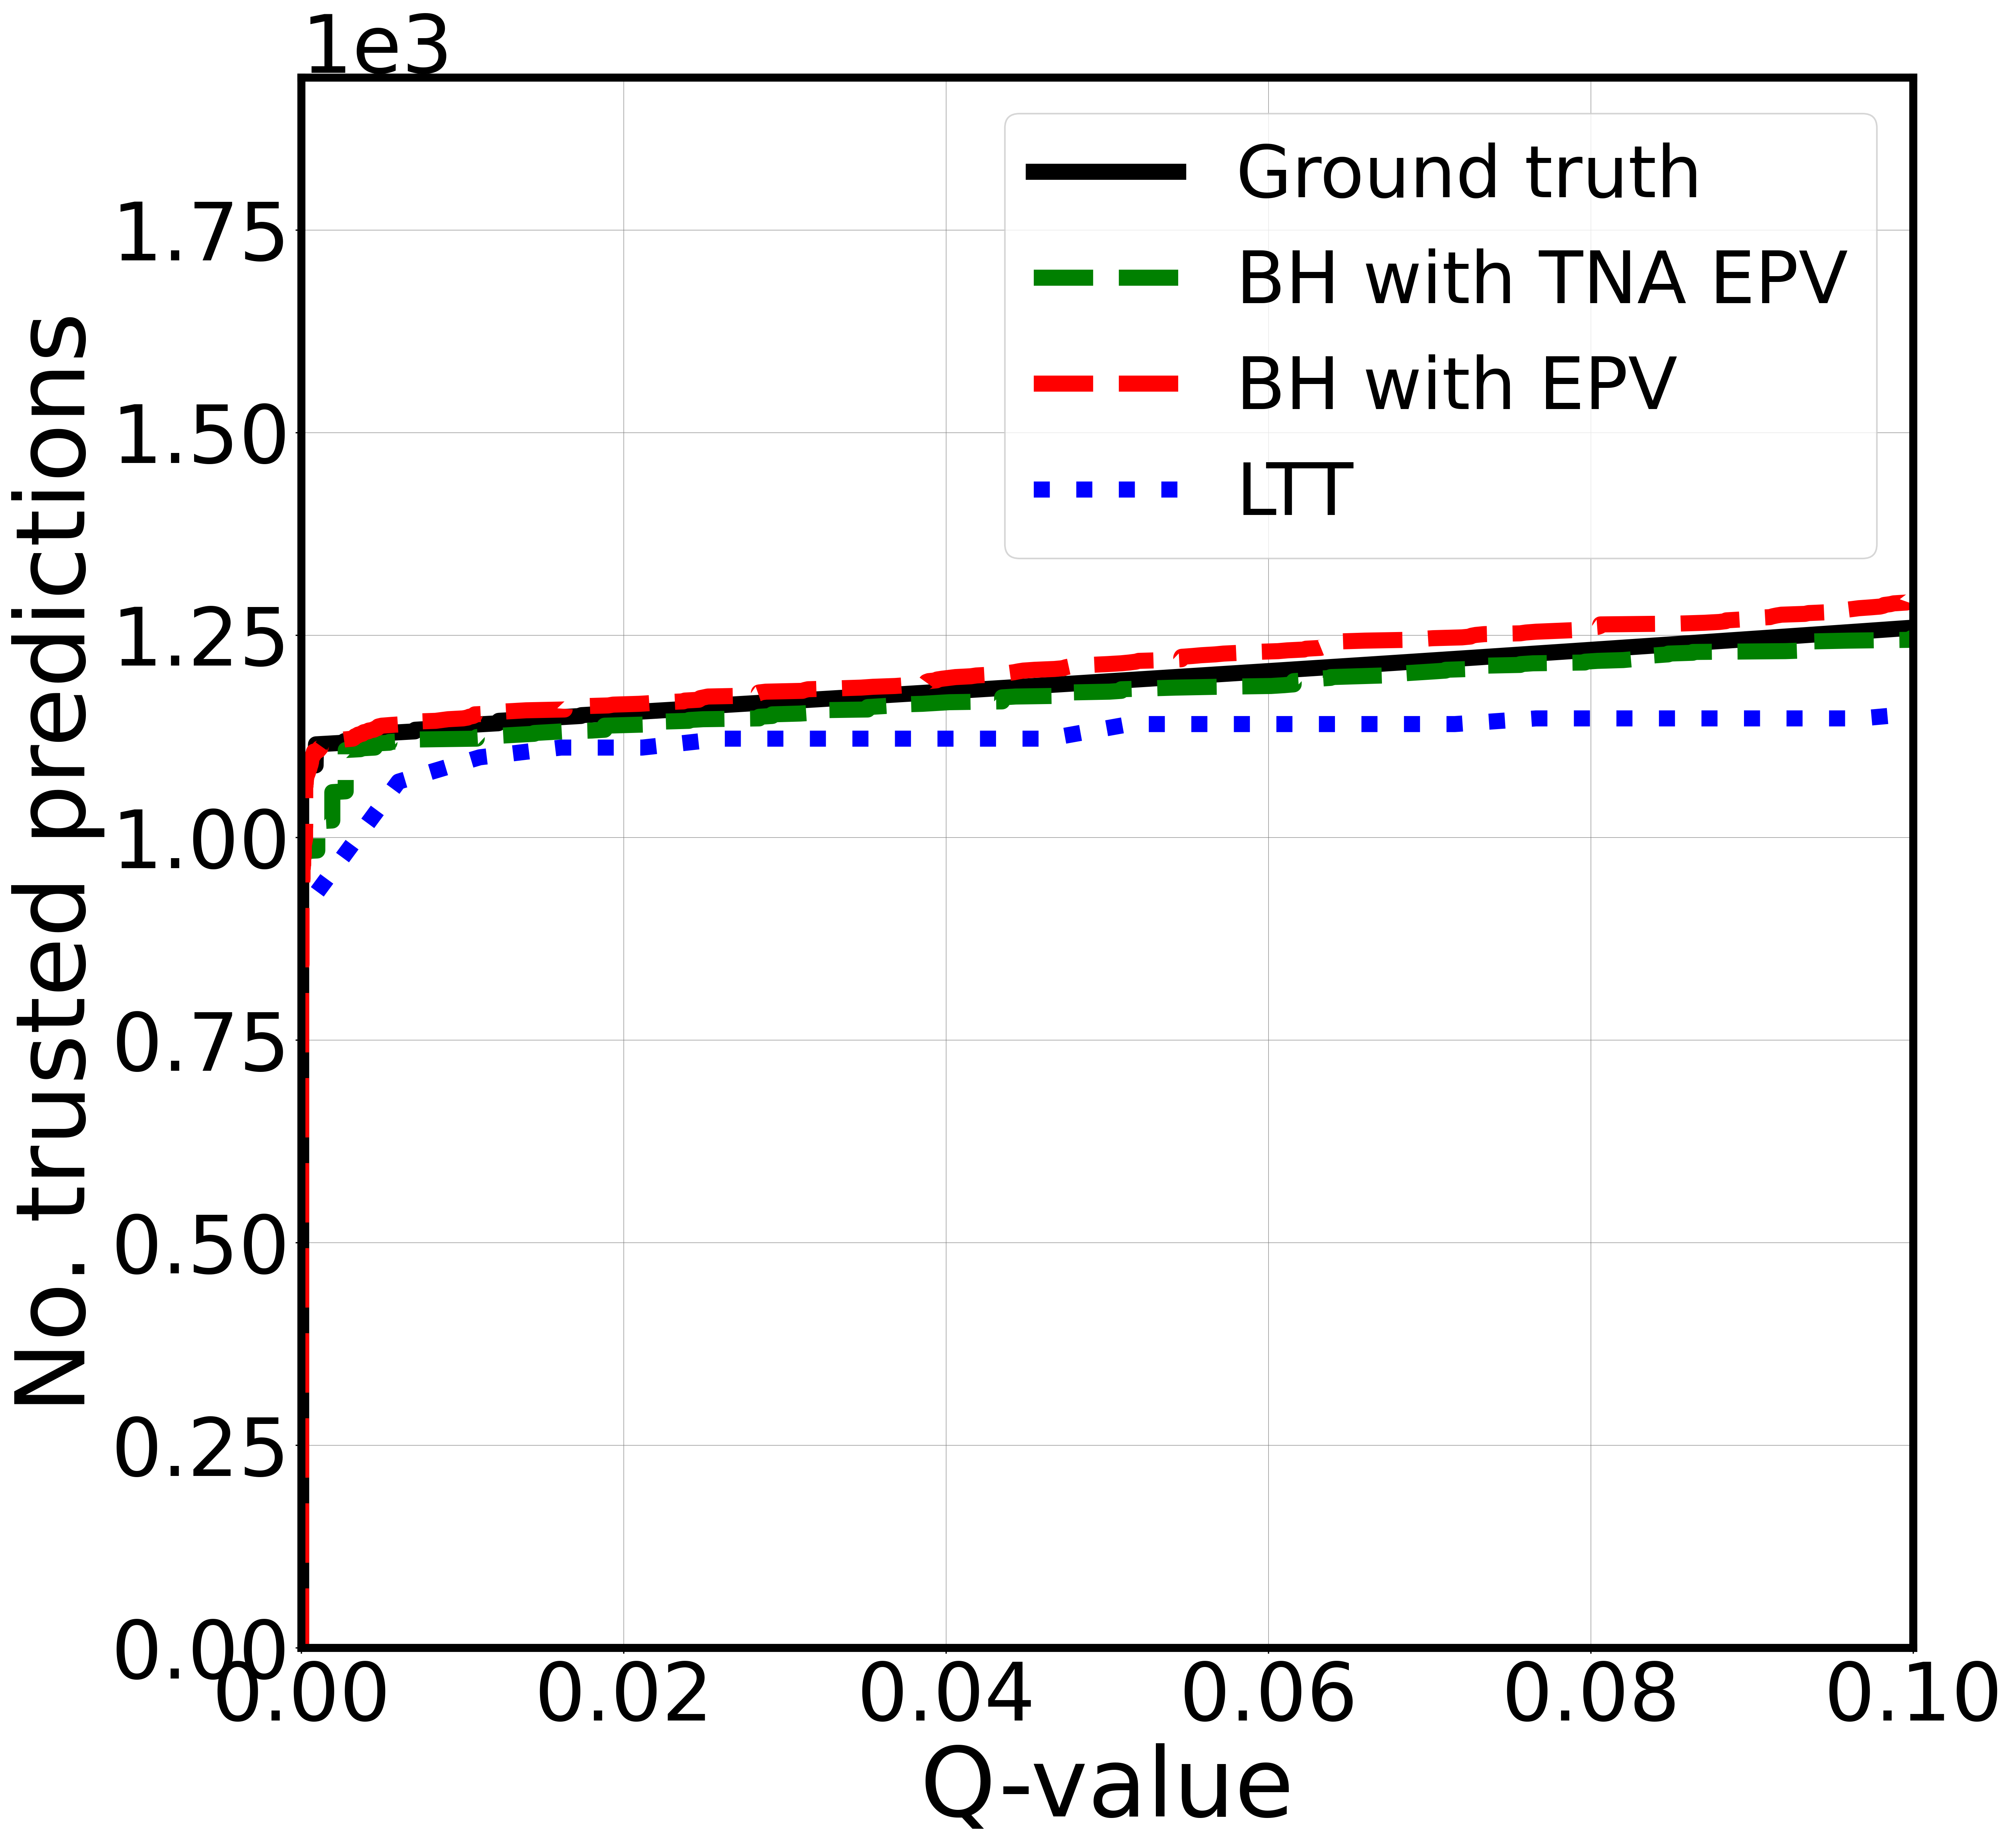 1e3
Ground truth
BH with TNA EPV
BH with EPV
LTT
No. trusted predictions
1.75
1.50
1.25
1.00
0.75
0.50
0.25
0.00
0.00 0.02 0.04 0.06 0.08 0.10
Q-value